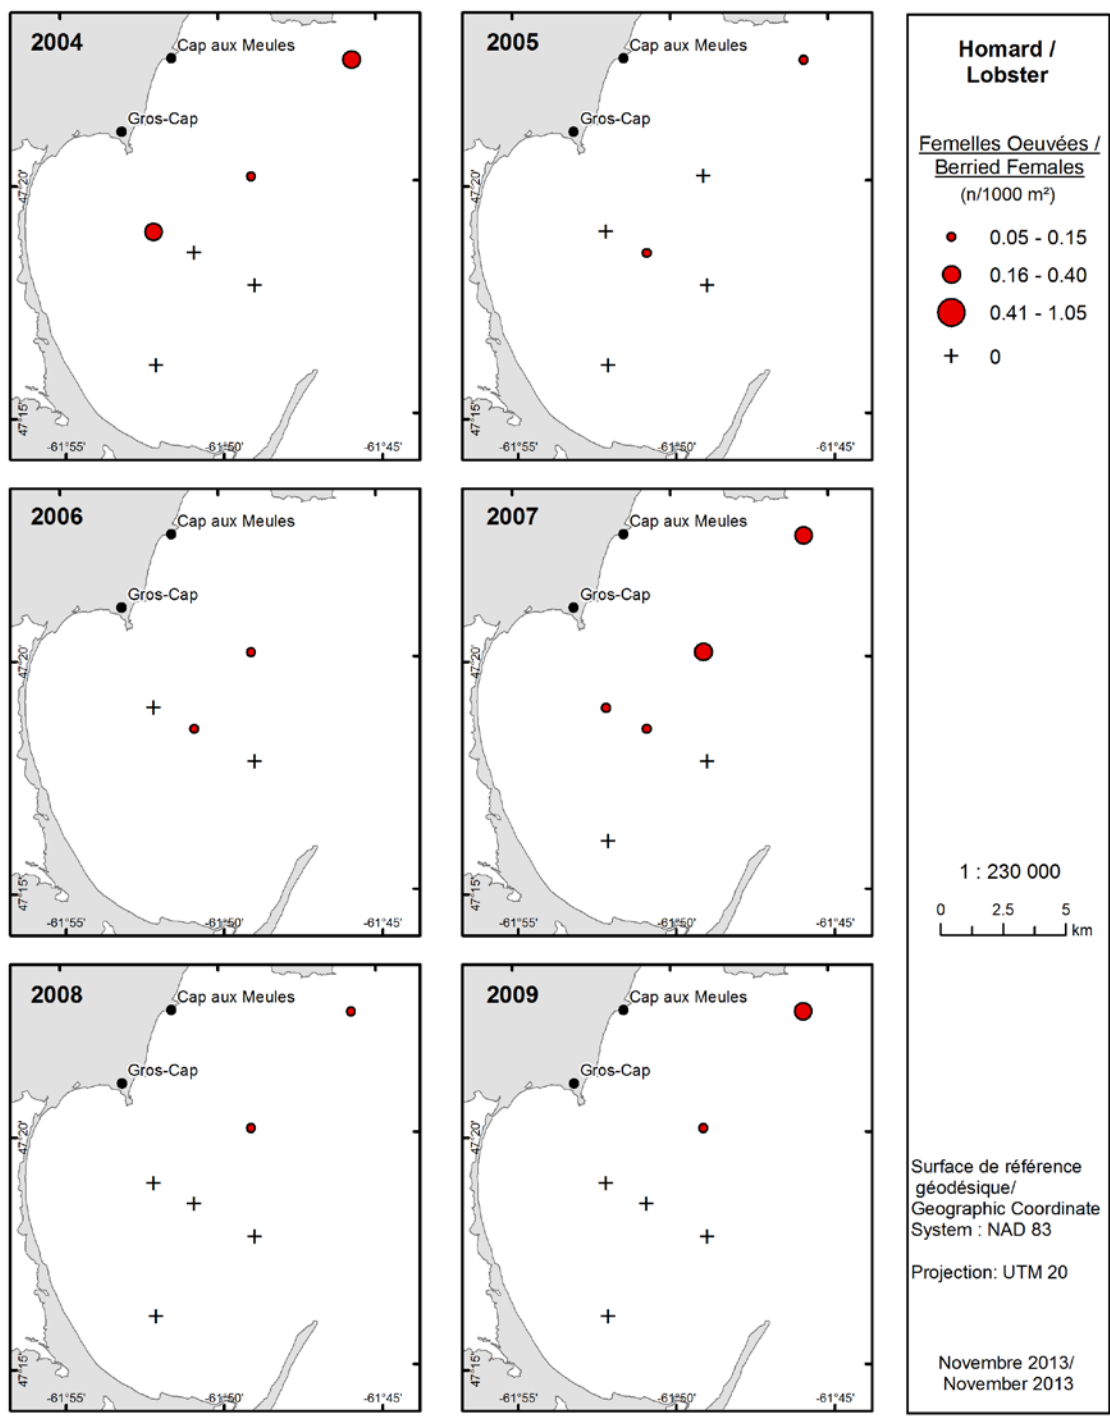 2004
Cap aux Meules
Gros-Cap
47°20'
47°15'
-61°55'
-61°50'
-61°45'
2005
Cap aux Meules
Gros-Cap
47°20'
47°15'
-61°55'
-61°50'
-61°45'
2006
Cap aux Meules
Gros-Cap
47°20'
47°15'
-61°55'
-61°50'
-61°45'
2007
Cap aux Meules
Gros-Cap
47°20'
47°15'
-61°55'
-61°50'
-61°45'
2008
Cap aux Meules
Gros-Cap
47°20'
47°15'
-61°55'
-61°50'
-61°45'
2009
Cap aux Meules
Gros-Cap
47°20'
47°15'
-61°55'
-61°50'
-61°45'
Homard /
Lobster
Femelles Oeuvées /
Berried Females
(n/1000 m²)
0.05 - 0.15
0.16 - 0.40
0.41 - 1.05
0
1 : 230 000
0 2.5 5
km
Surface de référence
géodésique/
Geographic Coordinate
System : NAD 83
Projection: UTM 20
Novembre 2013/
November 2013